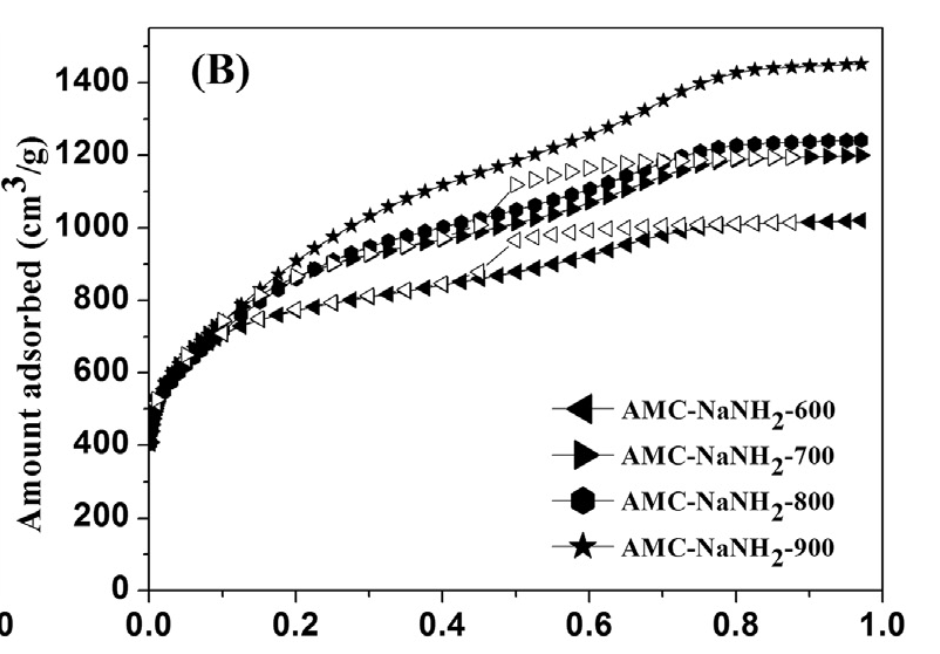 (B)
Amount adsorbed (cm³/g)
1400
1200
1000
800
600
400
200
0
AMC-NaNH₂-600
AMC-NaNH₂-700
AMC-NaNH₂-800
AMC-NaNH₂-900
0 0.0 0.2 0.4 0.6 0.8 1.0